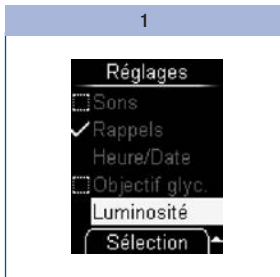 1
Réglages
Sons
Rappels
Heure/Date
Objectif glyc.
Luminosité
Sélection